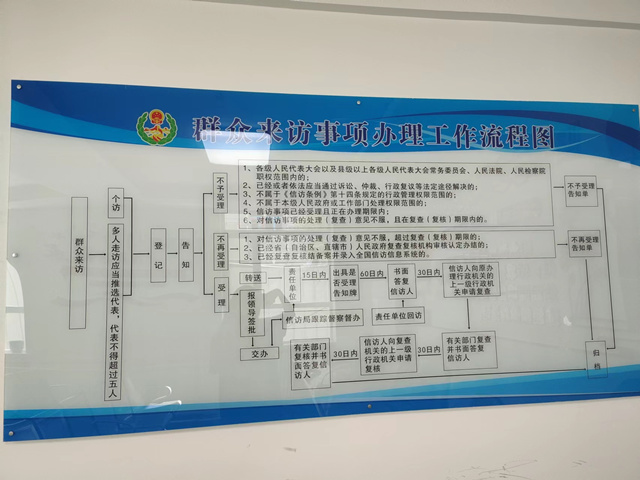 群众来访事项办理工作流程图
群众来访
个访
多人走访应当推选代表，代表不得超过五人
登记
告知
不予受理
1、各级人民代表大会以及县级以上各级人民代表大会常务委员会、人民法院、人民检察院
职权范围内的；
2、已经或者依法应当通过诉讼、仲裁、行政复议等法定途径解决的；
3、不属于《信访条例》第十四条规定的行政管理权限范围的；
4、不属于本级人民政府或工作部门处理权限范围的；
5、信访事项已经受理且正在办理期限内；
6、对信访事项的处理（复查）意见不服，且在复查（复核）期限内的。
不予受理
告知单
不再受理
1、对信访事项的处理（复查）意见不服，超过复查（复核）期限的；
2、已经省（自治区、直辖市）人民政府复查复核机构审核认定办结的；
3、已经复查复核结备案并录入全国信访信息系统的。
不再受理
告知单
受理
转送
报领导签批
交办
责任单位
15日内
出具是
否受理
告知牌
60日内
书面
答复
信访人
30日内
信访人向原办
理行政机关的
上一级行政机
关申请复查
信访局跟踪督察督办
责任单位回访
有关部门
复核并书
面答复信
访人
30日内
信访人向复查
机关的上一级
行政机关申请
复核
30日内
有关部门复查
并书面答复
信访人
归档